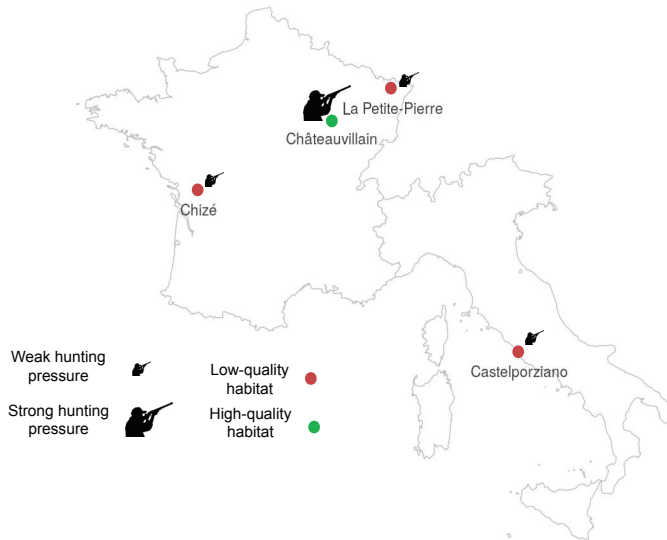 La Petite-Pierre
Châteauvillain
Chizé
Castelporziano
Weak hunting
pressure
Low-quality
habitat
Strong hunting
pressure
High-quality
habitat